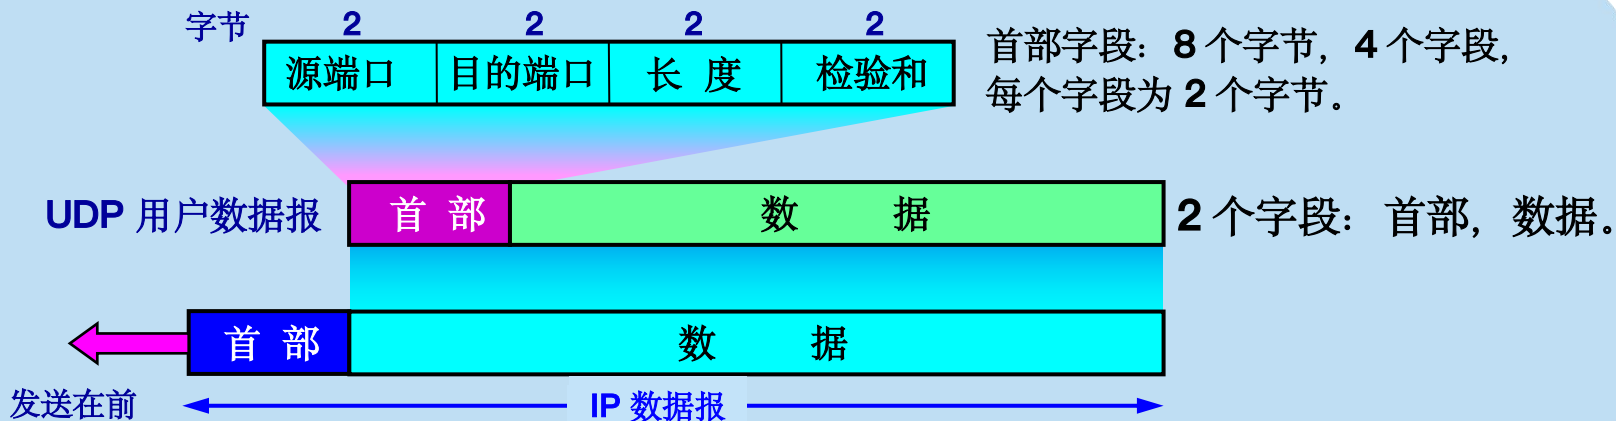 字节 2 2 2 2
源端口 目的端口 长 度 检验和
首部字段：8 个字节，4 个字段，
每个字段为 2 个字节。
UDP 用户数据报 首 部 数 据 2 个字段：首部，数据。
首 部 数 据
发送在前 IP 数据报